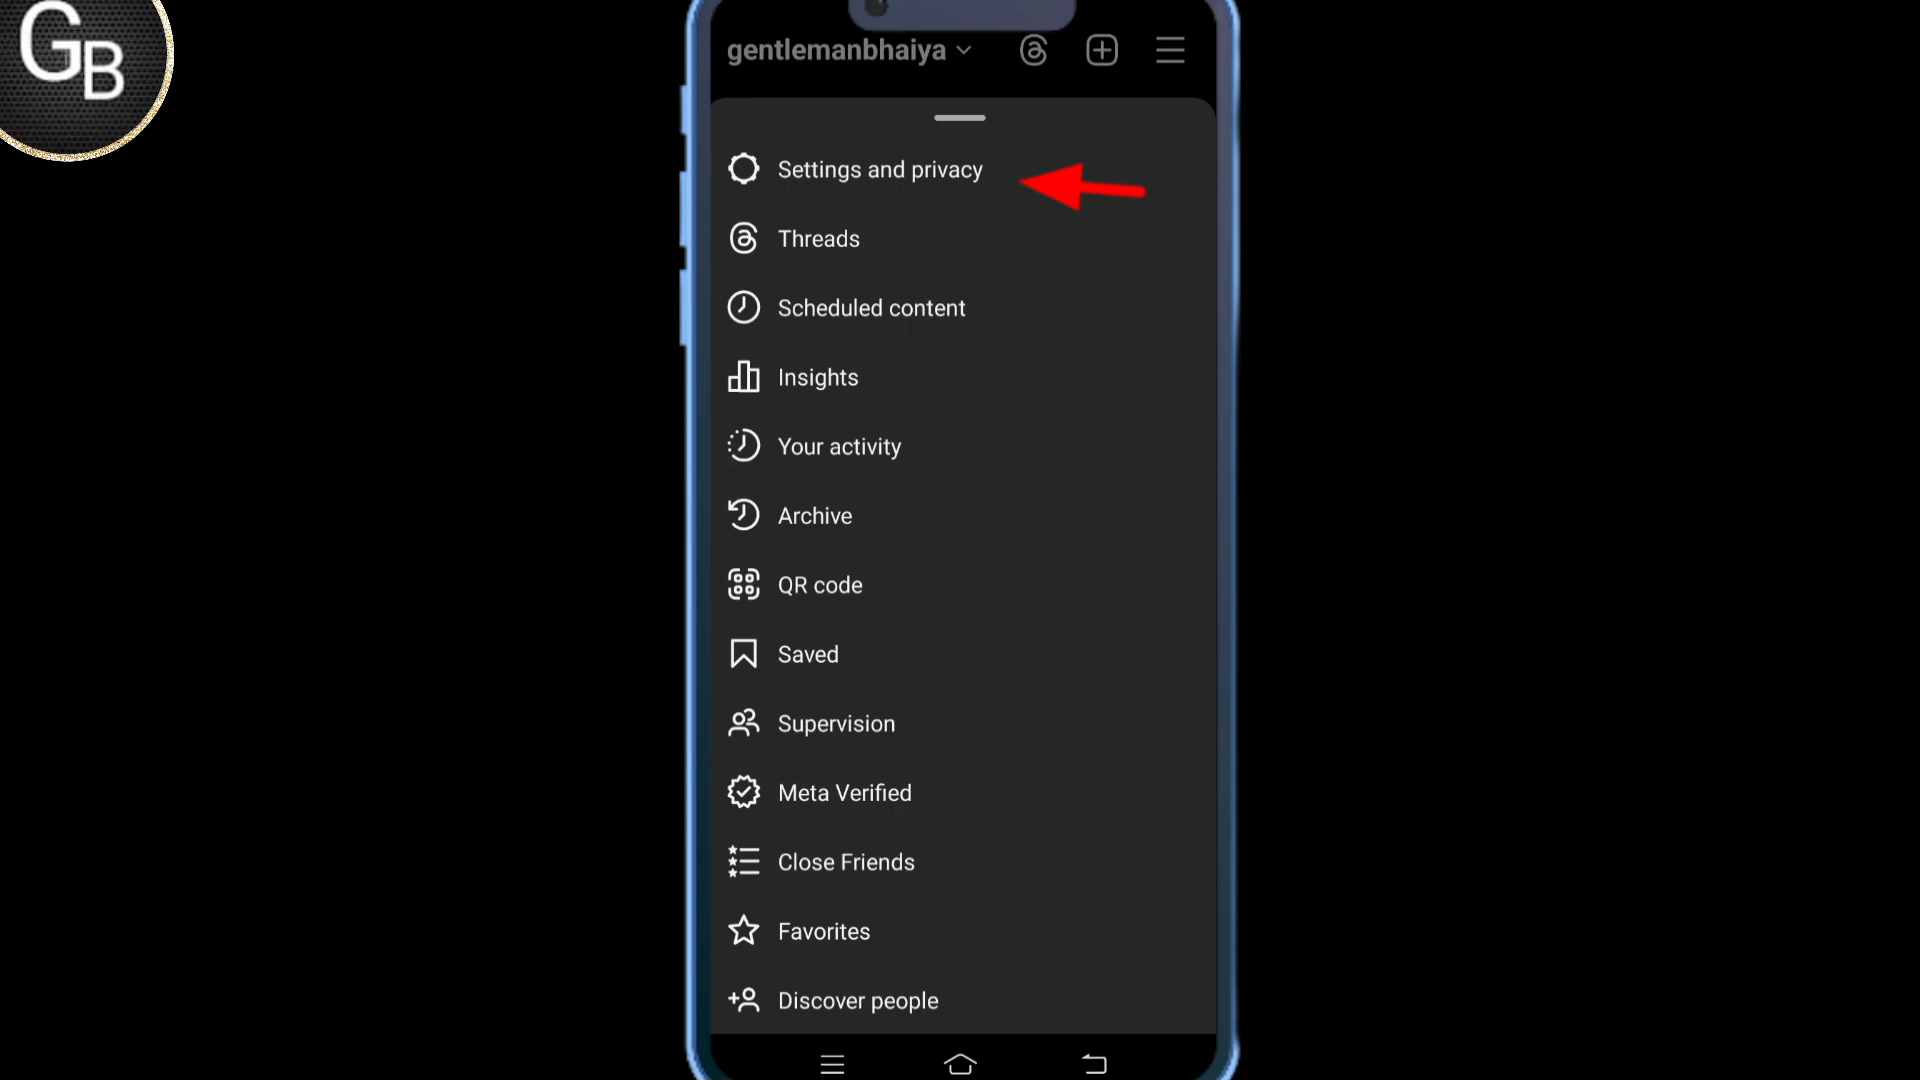 GB
gentlemanbhaiya
Settings and privacy
Threads
Scheduled content
Insights
Your activity
Archive
QR code
Saved
Supervision
Meta Verified
Close Friends
Favorites
Discover people